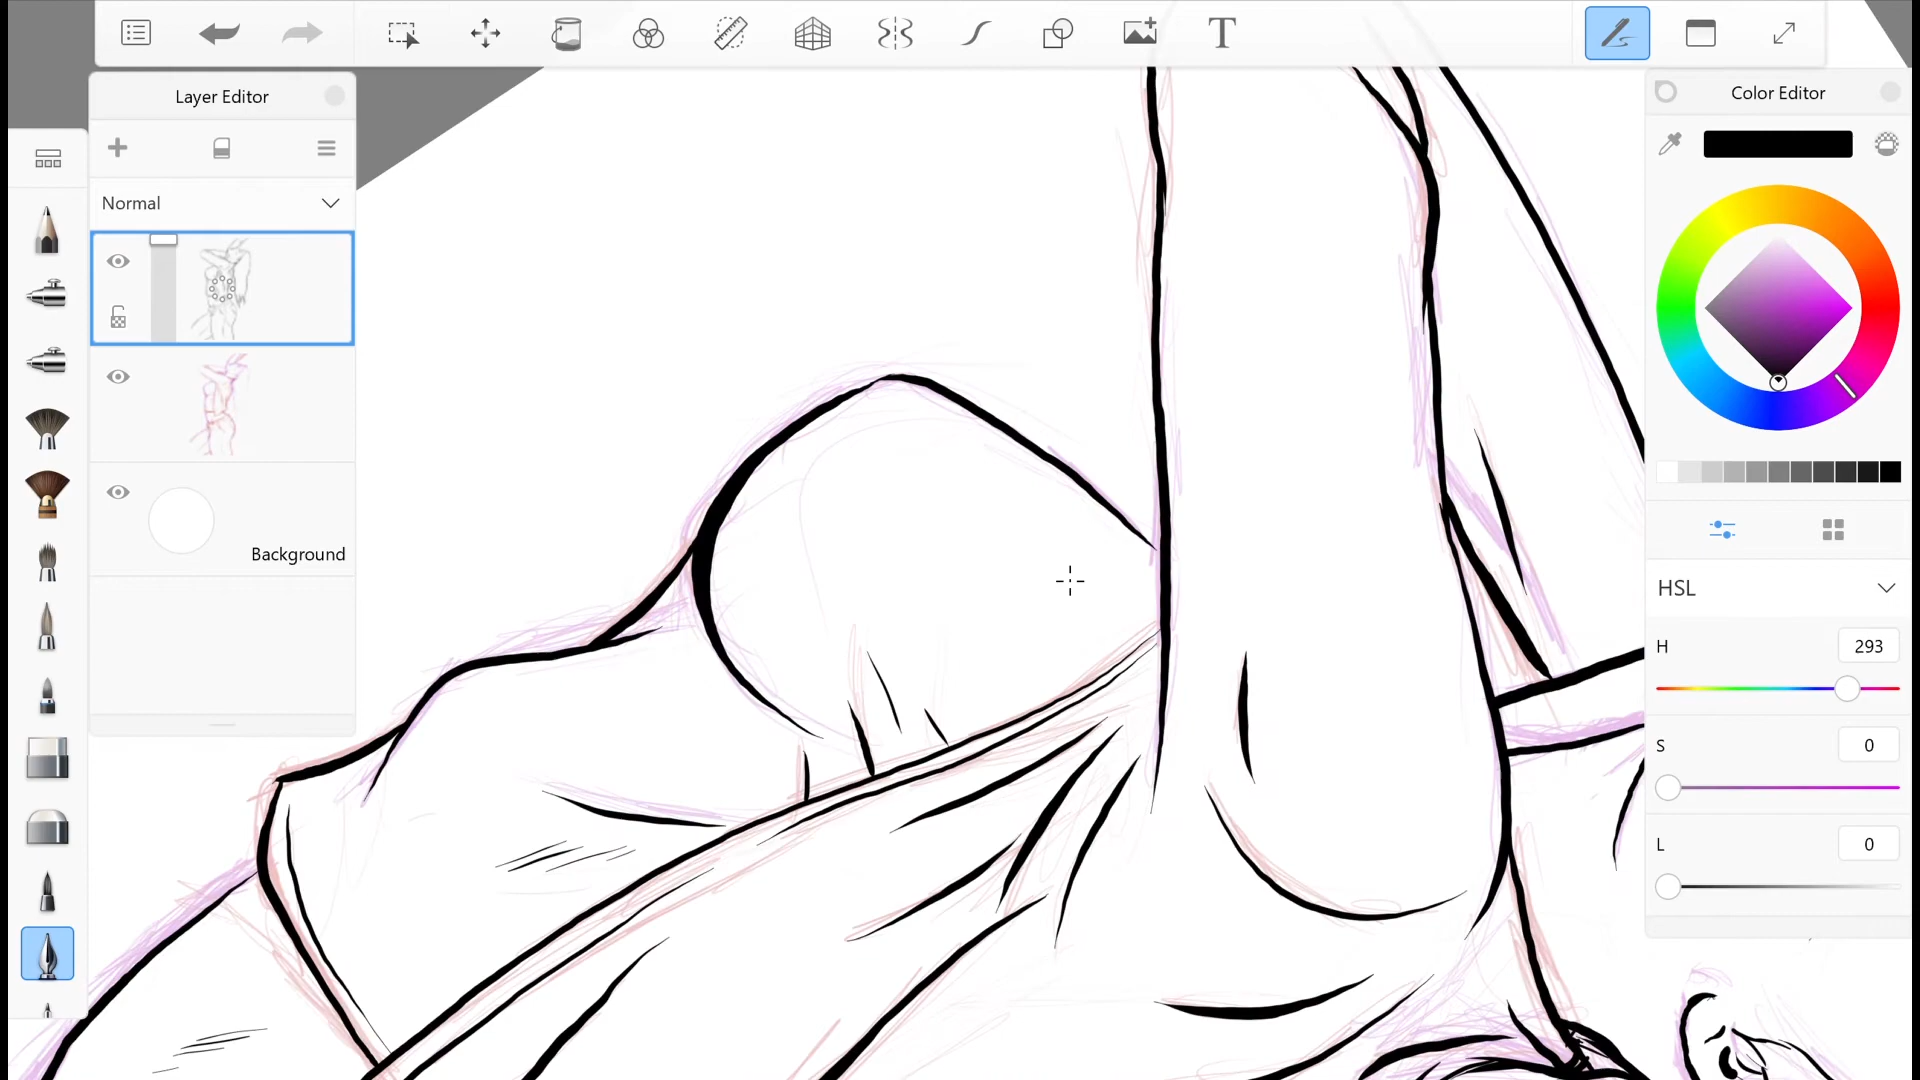 T
Layer Editor
Color Editor
Normal
Background
HSL
H 293
S 0
L 0